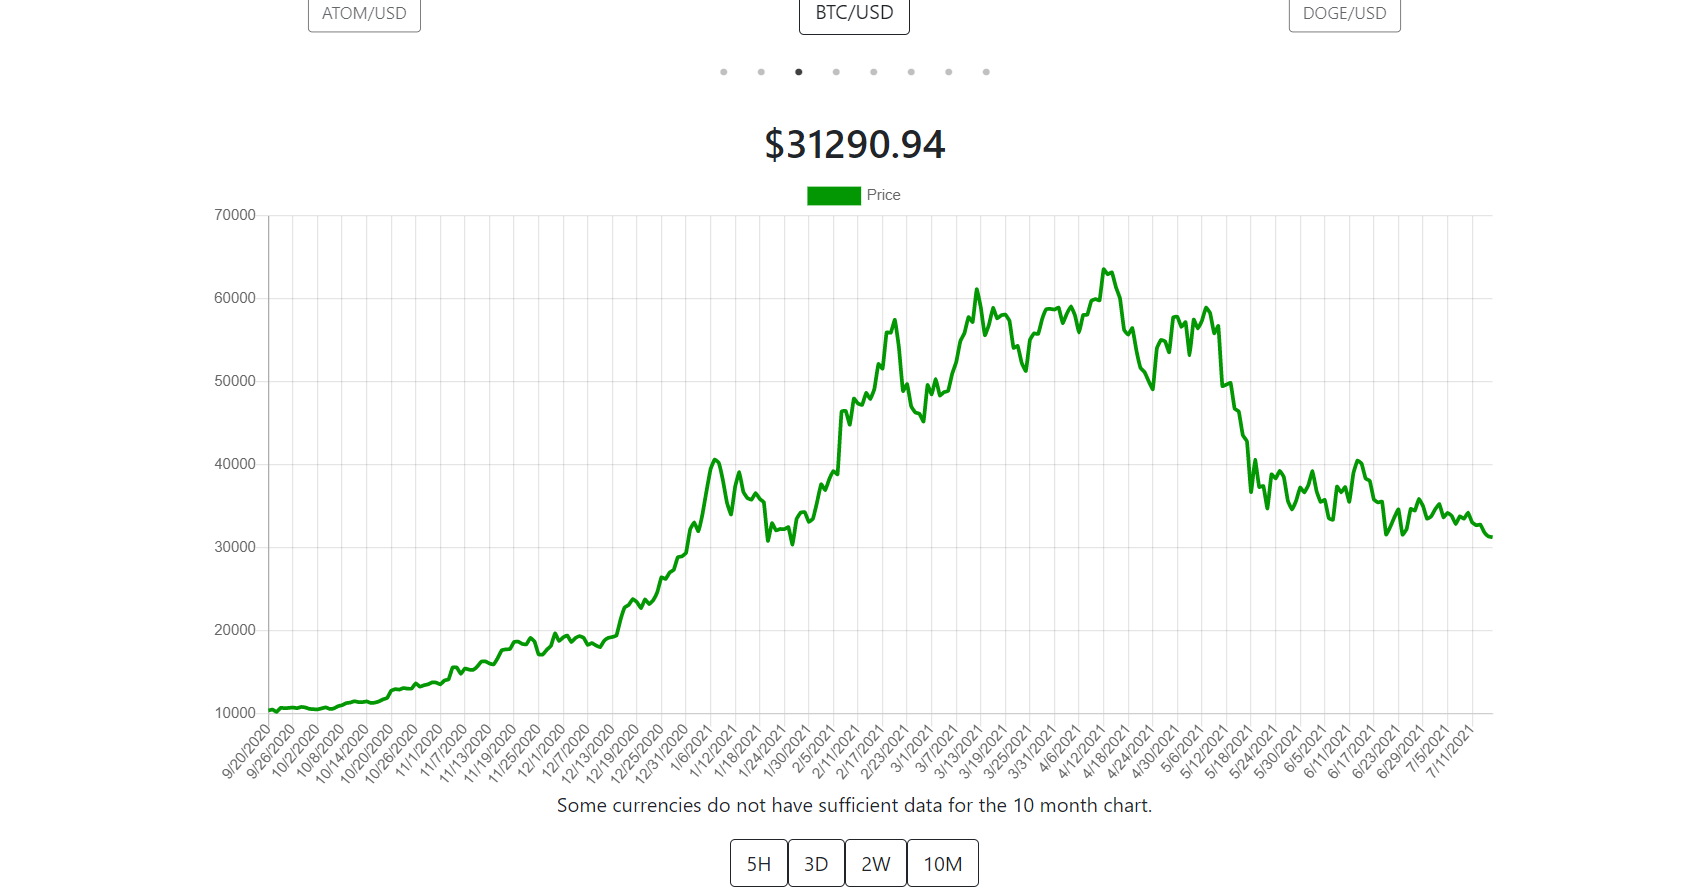 ATOM/USD BTC/USD DOGE/USD
$31290.94
Price
70000
60000
50000
40000
30000
20000
10000
9/20/2020 9/26/2020 10/2/2020 10/8/2020 10/14/2020 10/20/2020 10/26/2020 11/1/2020 11/7/2020 11/13/2020 11/19/2020 11/25/2020 12/1/2020 12/7/2020 12/13/2020 12/19/2020 12/25/2020 12/31/2020 1/6/2021 1/12/2021 1/18/2021 1/24/2021 1/30/2021 2/5/2021 2/11/2021 2/17/2021 2/23/2021 3/1/2021 3/7/2021 3/13/2021 3/19/2021 3/25/2021 3/31/2021 4/6/2021 4/12/2021 4/18/2021 4/24/2021 4/30/2021 5/6/2021 5/12/2021 5/18/2021 5/24/2021 5/30/2021 6/5/2021 6/11/2021 6/17/2021 6/23/2021 6/29/2021 7/5/2021 7/11/2021
Some currencies do not have sufficient data for the 10 month chart.
5H 3D 2W 10M